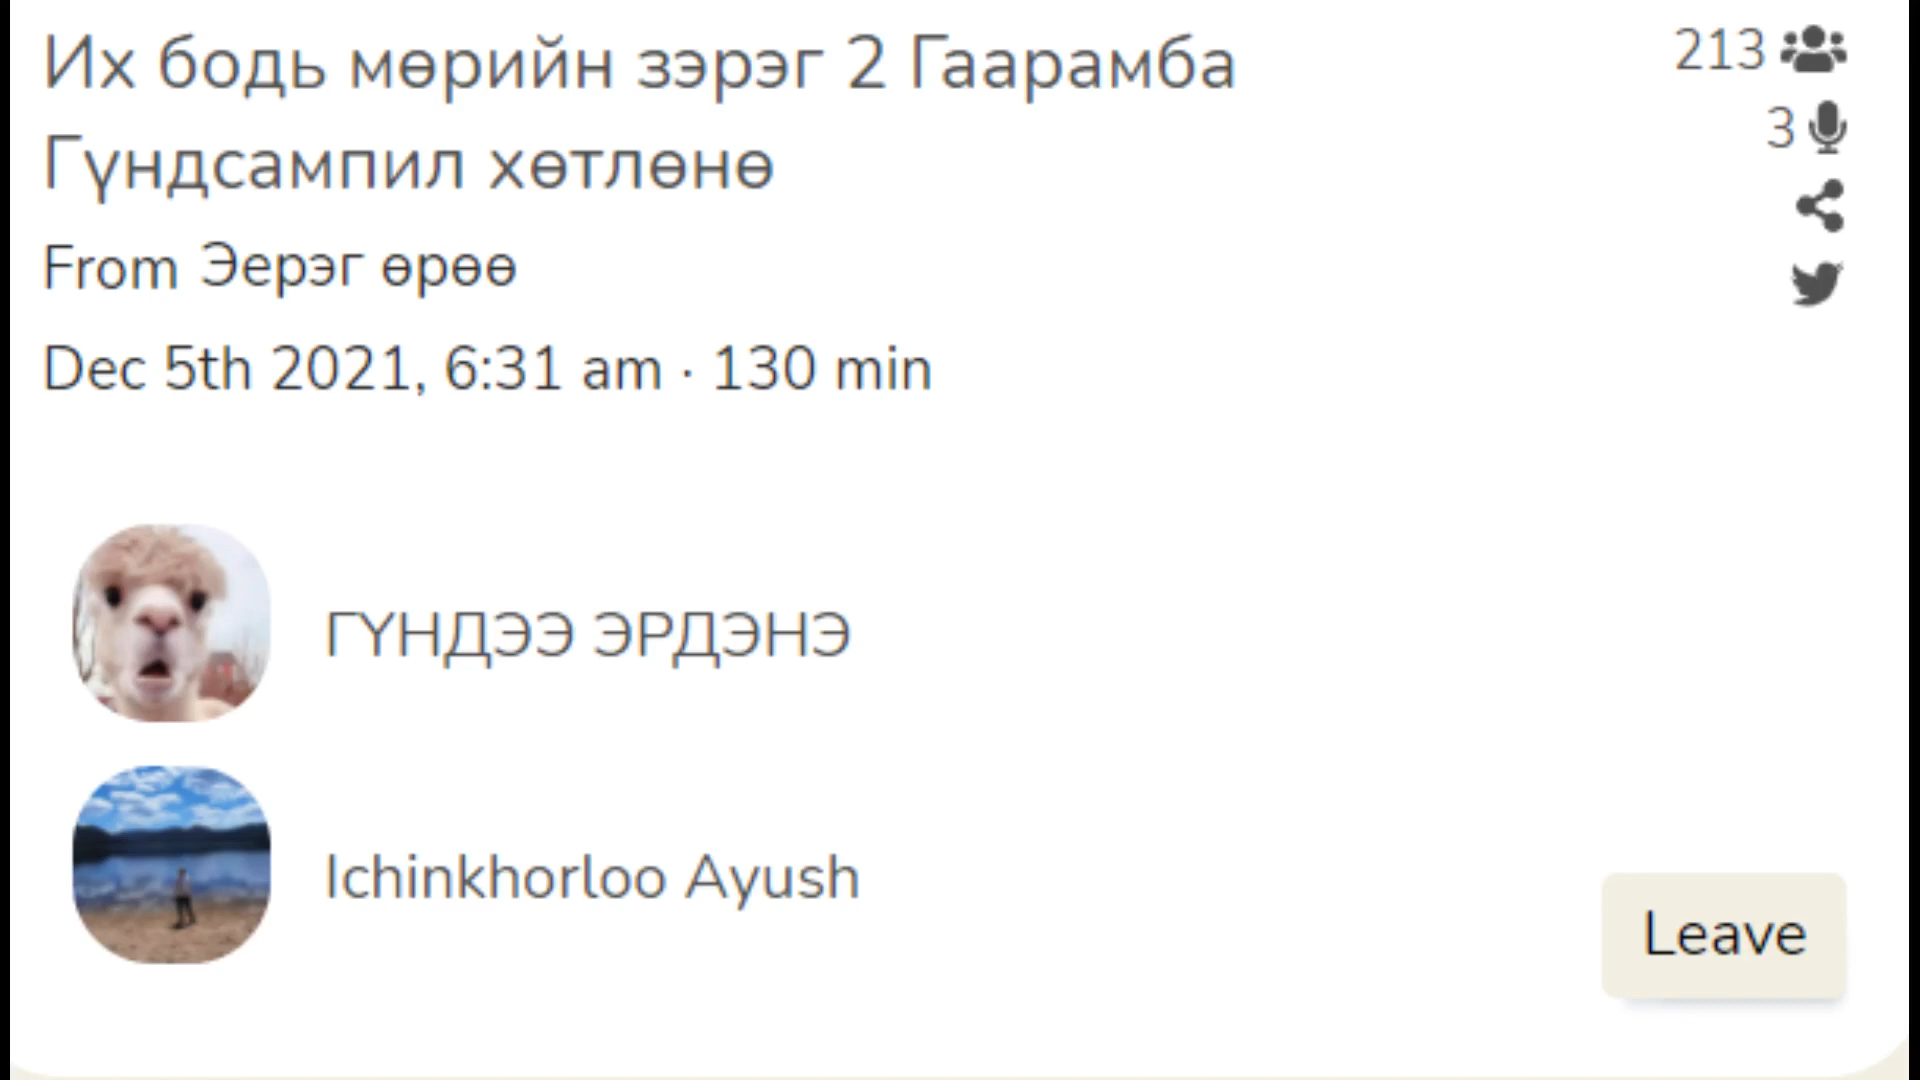 Их бодь мөрийн зэрэг 2 Гаарамба
Гүндсампил хөтлөнө
From Эерэг өрөө
Dec 5th 2021, 6:31 am · 130 min
213
3
ГҮНДЭЭ ЭРДЭНЭ
Ichinkhorloo Ayush
Leave